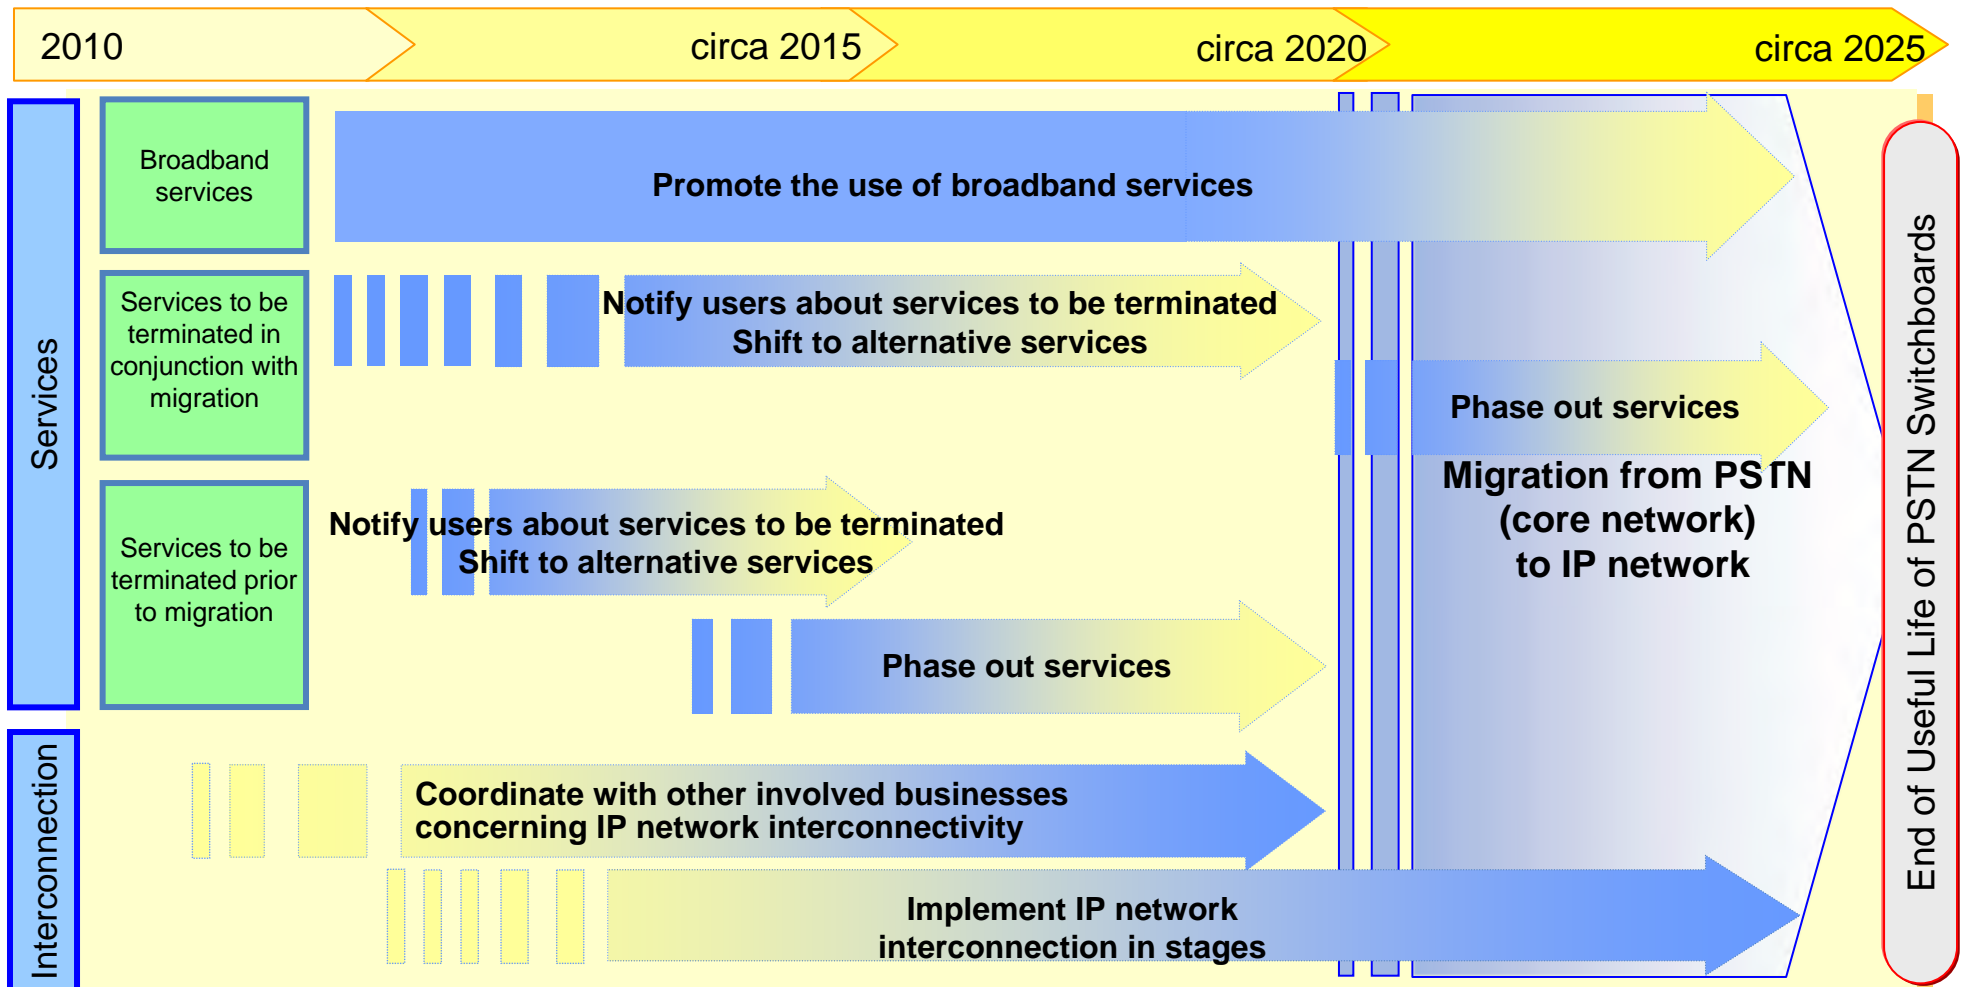 2010
circa 2015
circa 2020
circa 2025
Services
Broadband
services
Promote the use of broadband services
Services to be
terminated in
conjunction with
migration
Notify users about services to be terminated
Shift to alternative services
Phase out services
Migration from PSTN
(core network)
to IP network
Services to be
terminated prior
to migration
Notify users about services to be terminated
Shift to alternative services
Phase out services
Interconnection
Coordinate with other involved businesses
concerning IP network interconnectivity
Implement IP network
interconnection in stages
End of Useful Life of PSTN Switchboards